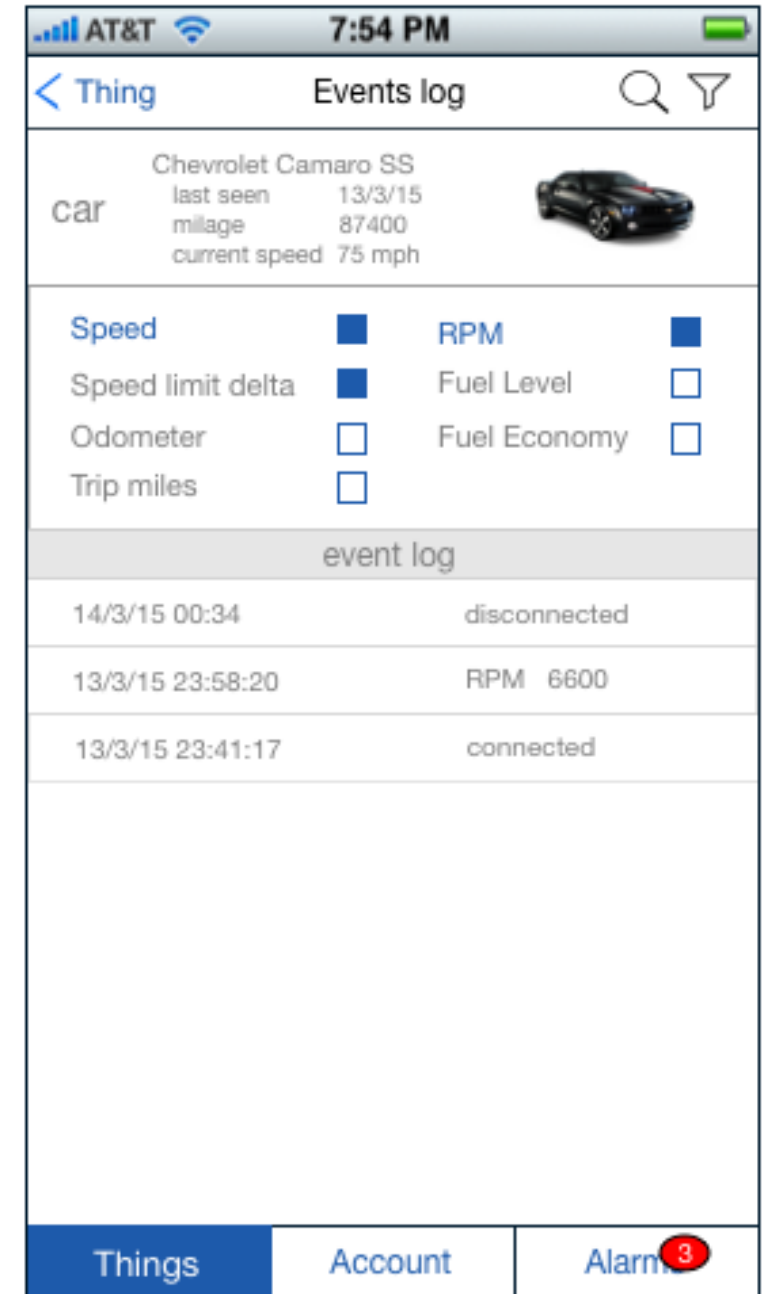 AT&T 7:54 PM
Thing Events log
Chevrolet Camaro SS
car
last seen 13/3/15
milage 87400
current speed 75 mph
Speed RPM
Speed limit delta Fuel Level
Odometer Fuel Economy
Trip miles
event log
14/3/15 00:34 disconnected
13/3/15 23:58:20 RPM 6600
13/3/15 23:41:17 connected
Things Account Alarm 3